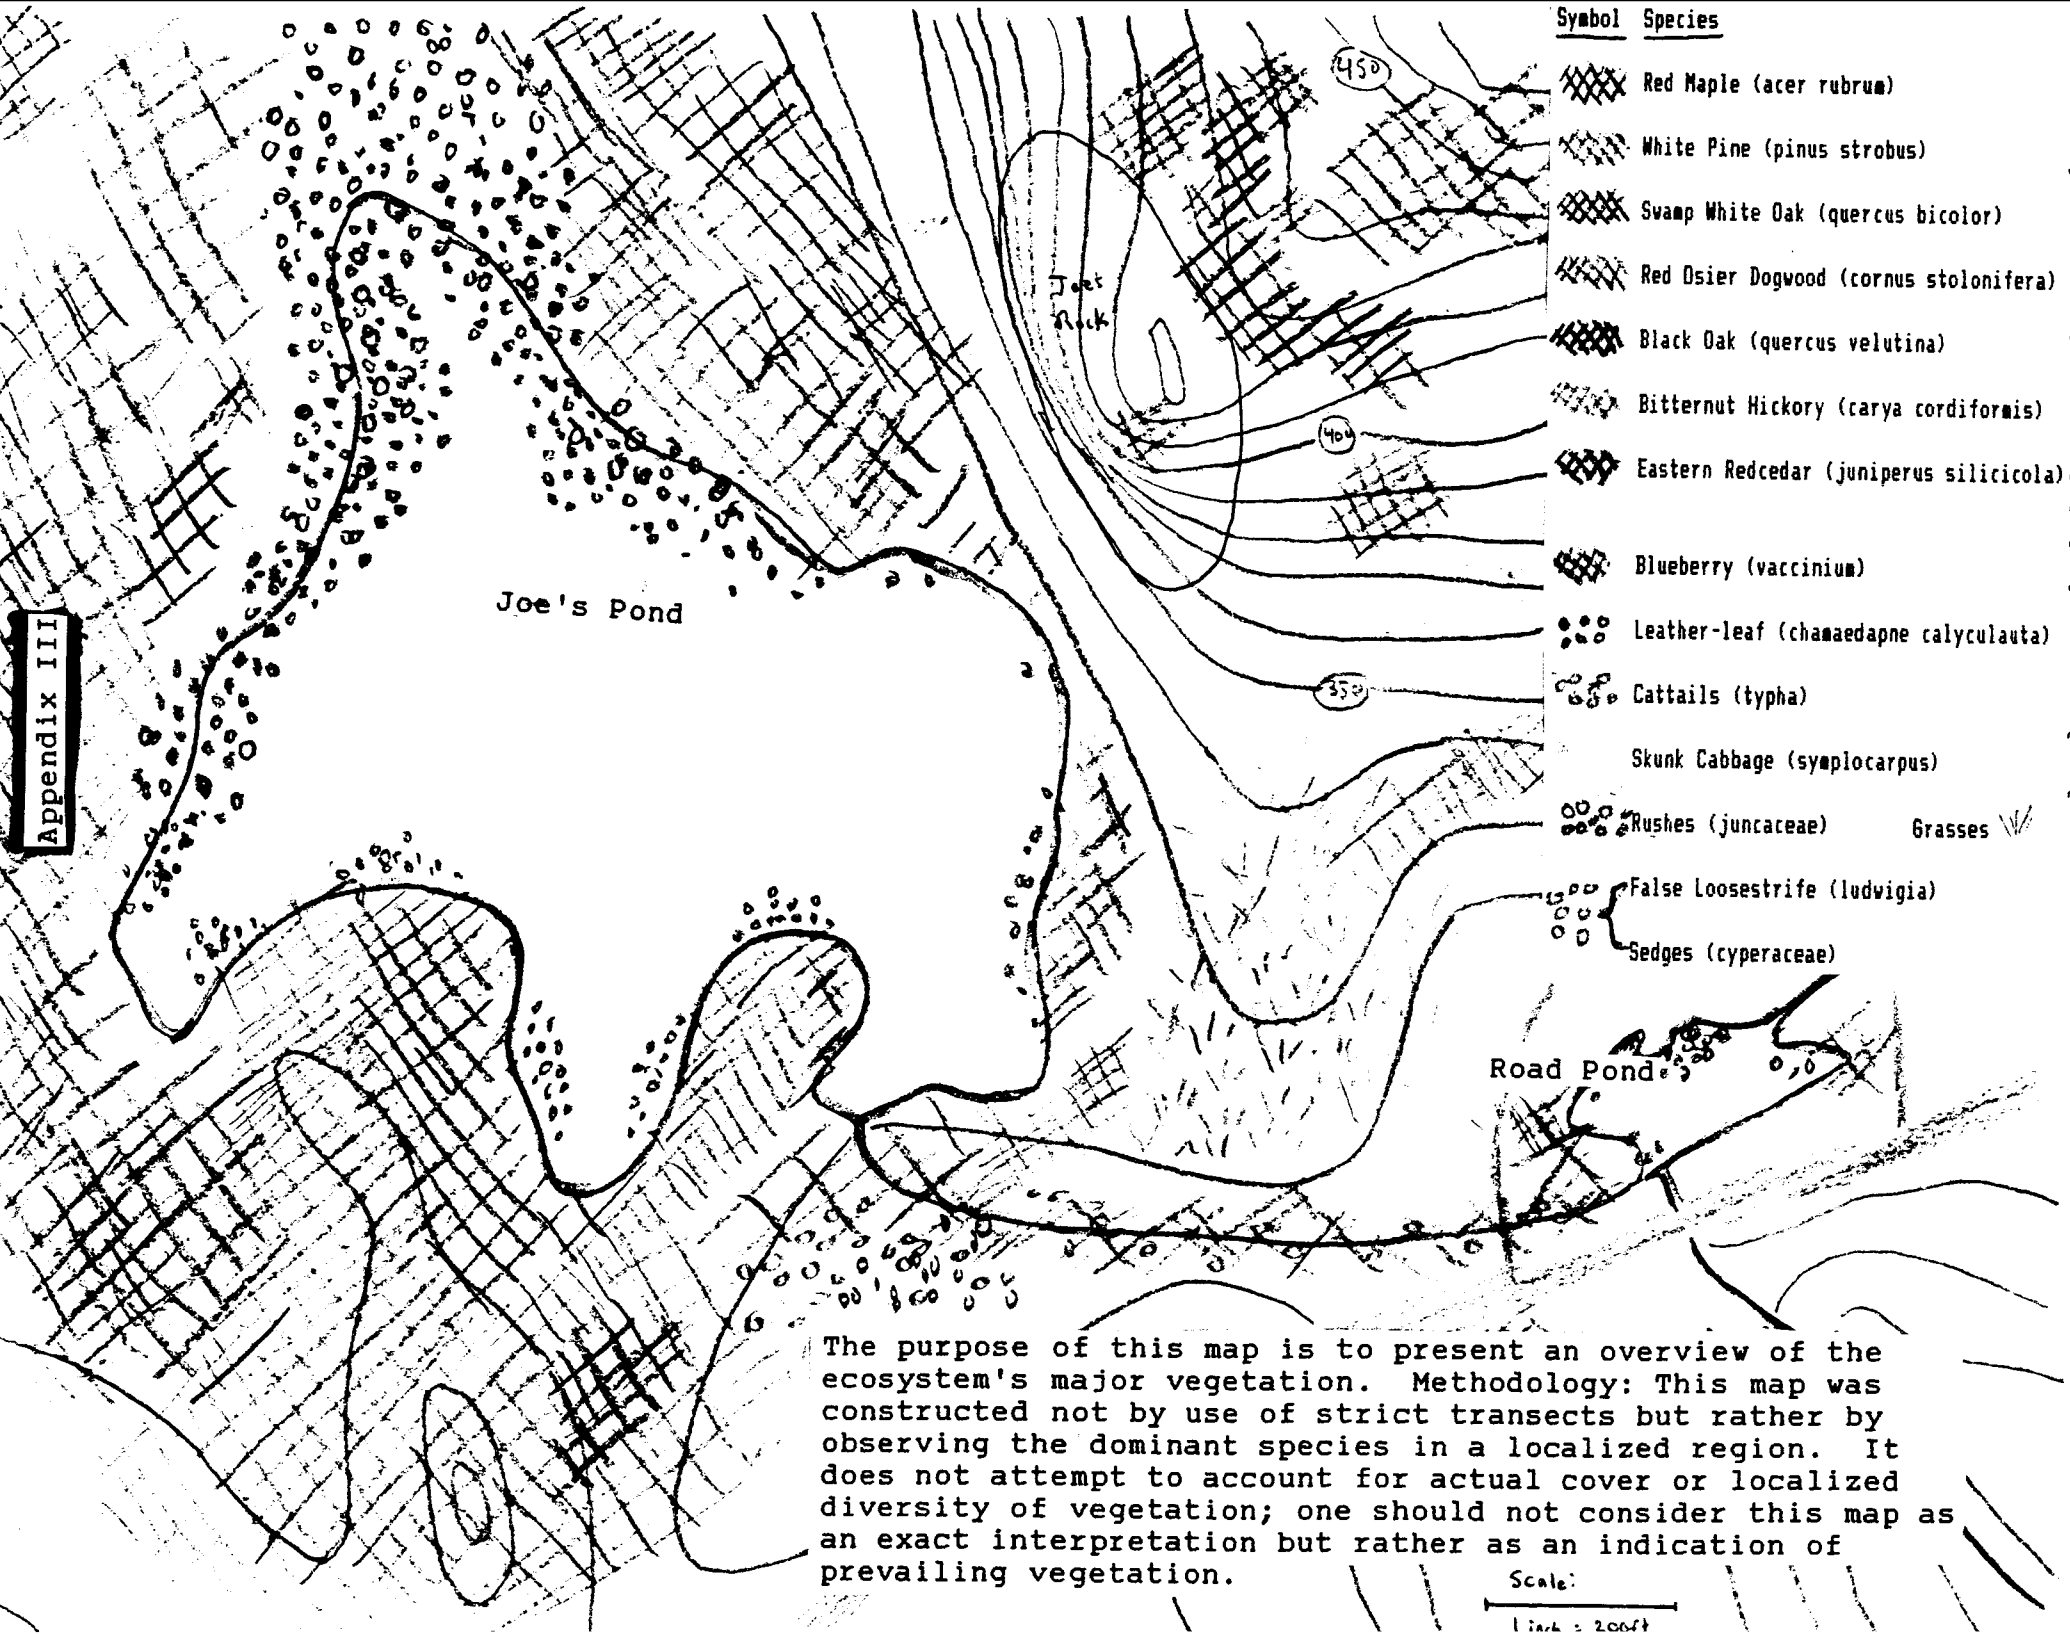 Symbol Species
Red Maple (acer rubrum)
White Pine (pinus strobus)
Swamp White Oak (quercus bicolor)
Red Osier Dogwood (cornus stolonifera)
Black Oak (quercus velutina)
Bitternut Hickory (carya cordiformis)
Eastern Redcedar (juniperus silicicola)
Blueberry (vaccinium)
Leather-leaf (chamaedapne calyculauta)
Cattails (typha)
Skunk Cabbage (symplocarpus)
Rushes (juncaceae) Grasses
False Loosestrife (ludwigia)
Sedges (cyperaceae)
450
Joe's
Rock
400
350
Joe's Pond
Appendix III
Road Pond
The purpose of this map is to present an overview of the
ecosystem's major vegetation. Methodology: This map was
constructed not by use of strict transects but rather by
observing the dominant species in a localized region. It
does not attempt to account for actual cover or localized
diversity of vegetation; one should not consider this map as
an exact interpretation but rather as an indication of
prevailing vegetation.
Scale:
1 inch = 200ft